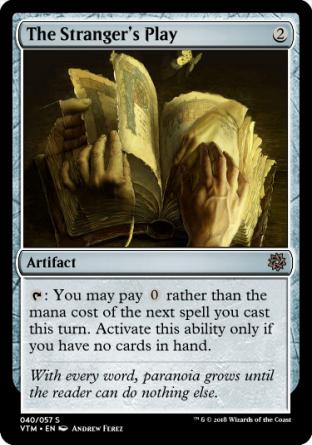 The Stranger's Play 2
Artifact
T: You may pay 0 rather than the
mana cost of the next spell you cast
this turn. Activate this ability only if
you have no cards in hand.
With every word, paranoia grows until
the reader can do nothing else.
040/057 S
VTM • EN Andrew Ferez
™ & © 2018 Wizards of the Coast